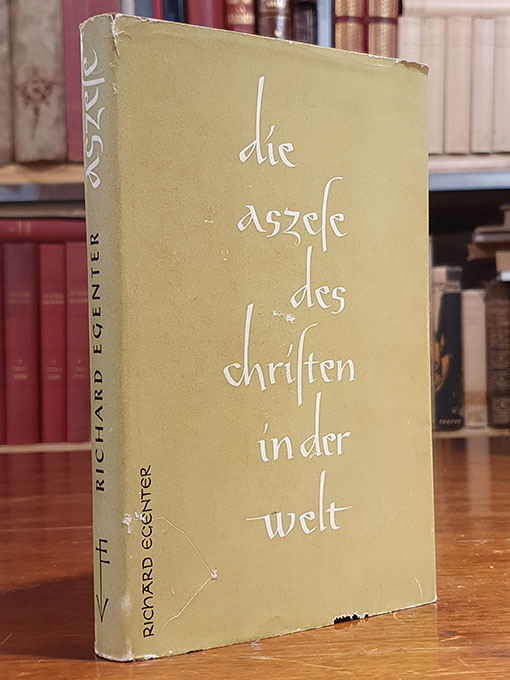 die
aszeſe
des
chriſten
in der
welt
RICHARD EGENTER
aszeſe
RICHARD EGENTER